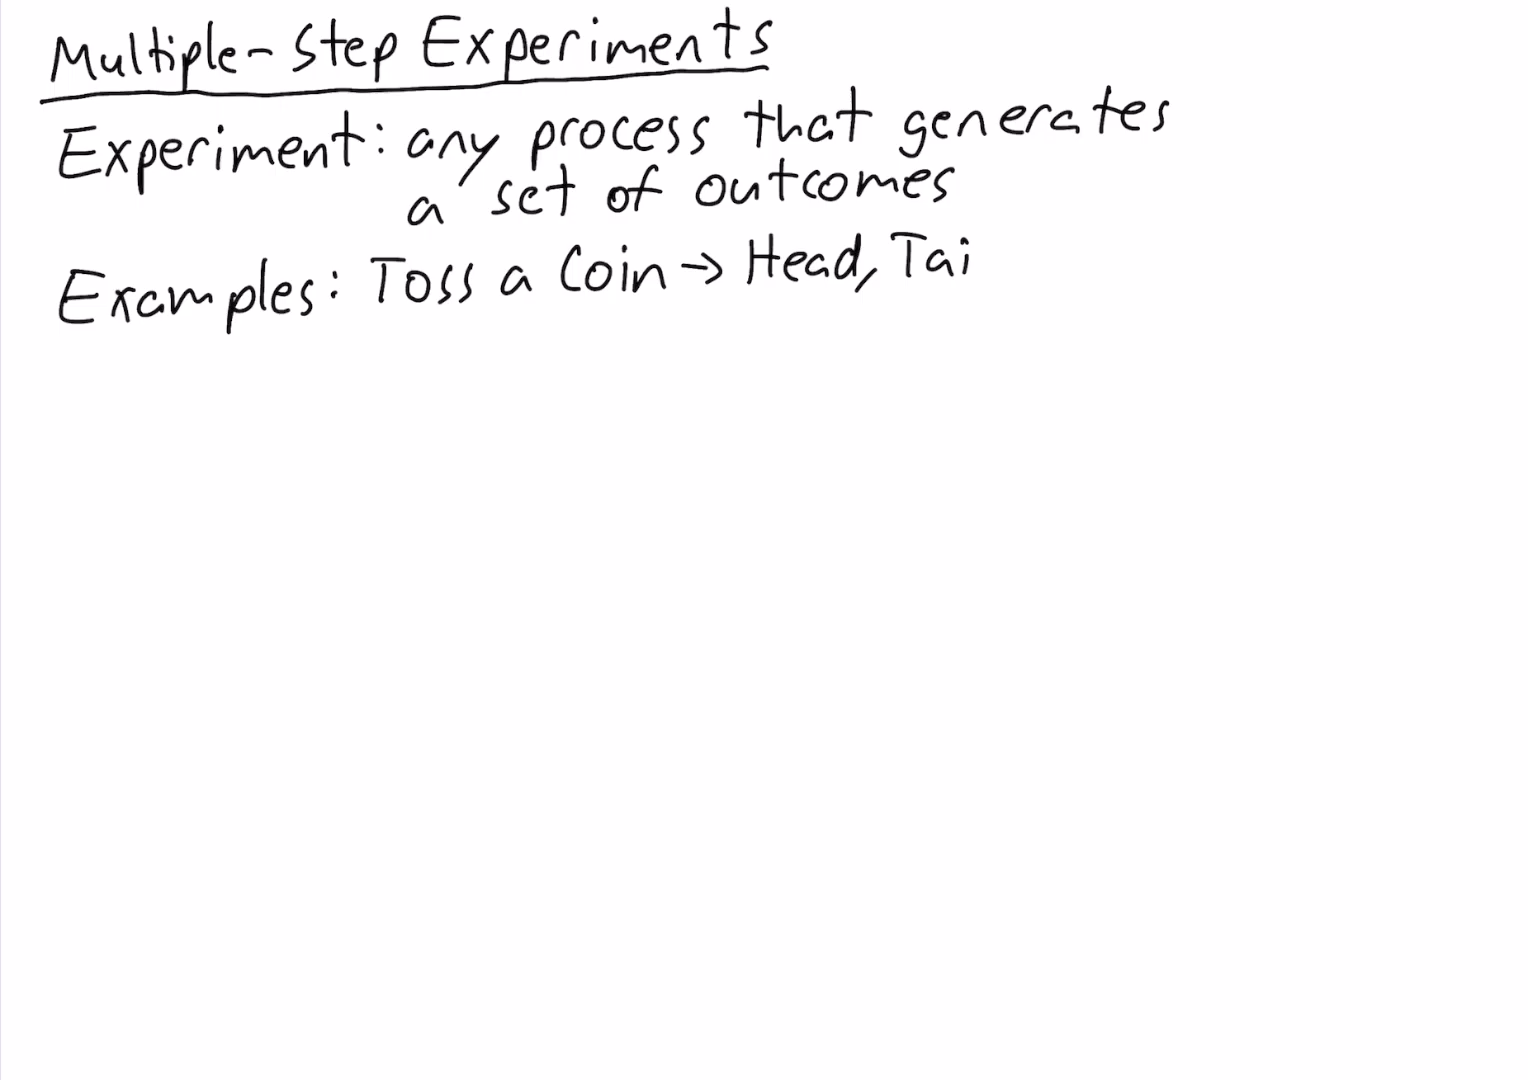 Multiple-Step Experiments
Experiment: any process that generates
a set of outcomes
Examples: Toss a Coin → Head, Tai